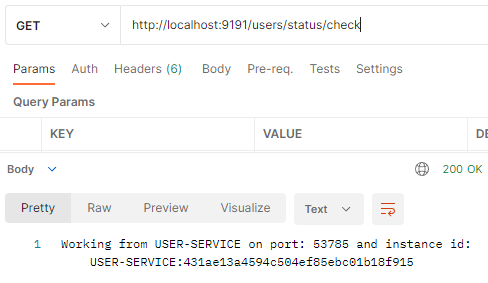 GET http://localhost:9191/users/status/check
Params Auth Headers (6) Body Pre-req. Tests Settings
Query Params
KEY VALUE DE
Body 200 OK
Pretty Raw Preview Visualize Text
1 Working from USER-SERVICE on port: 53785 and instance id:
USER-SERVICE:431ae13a4594c504ef85ebc01b18f915